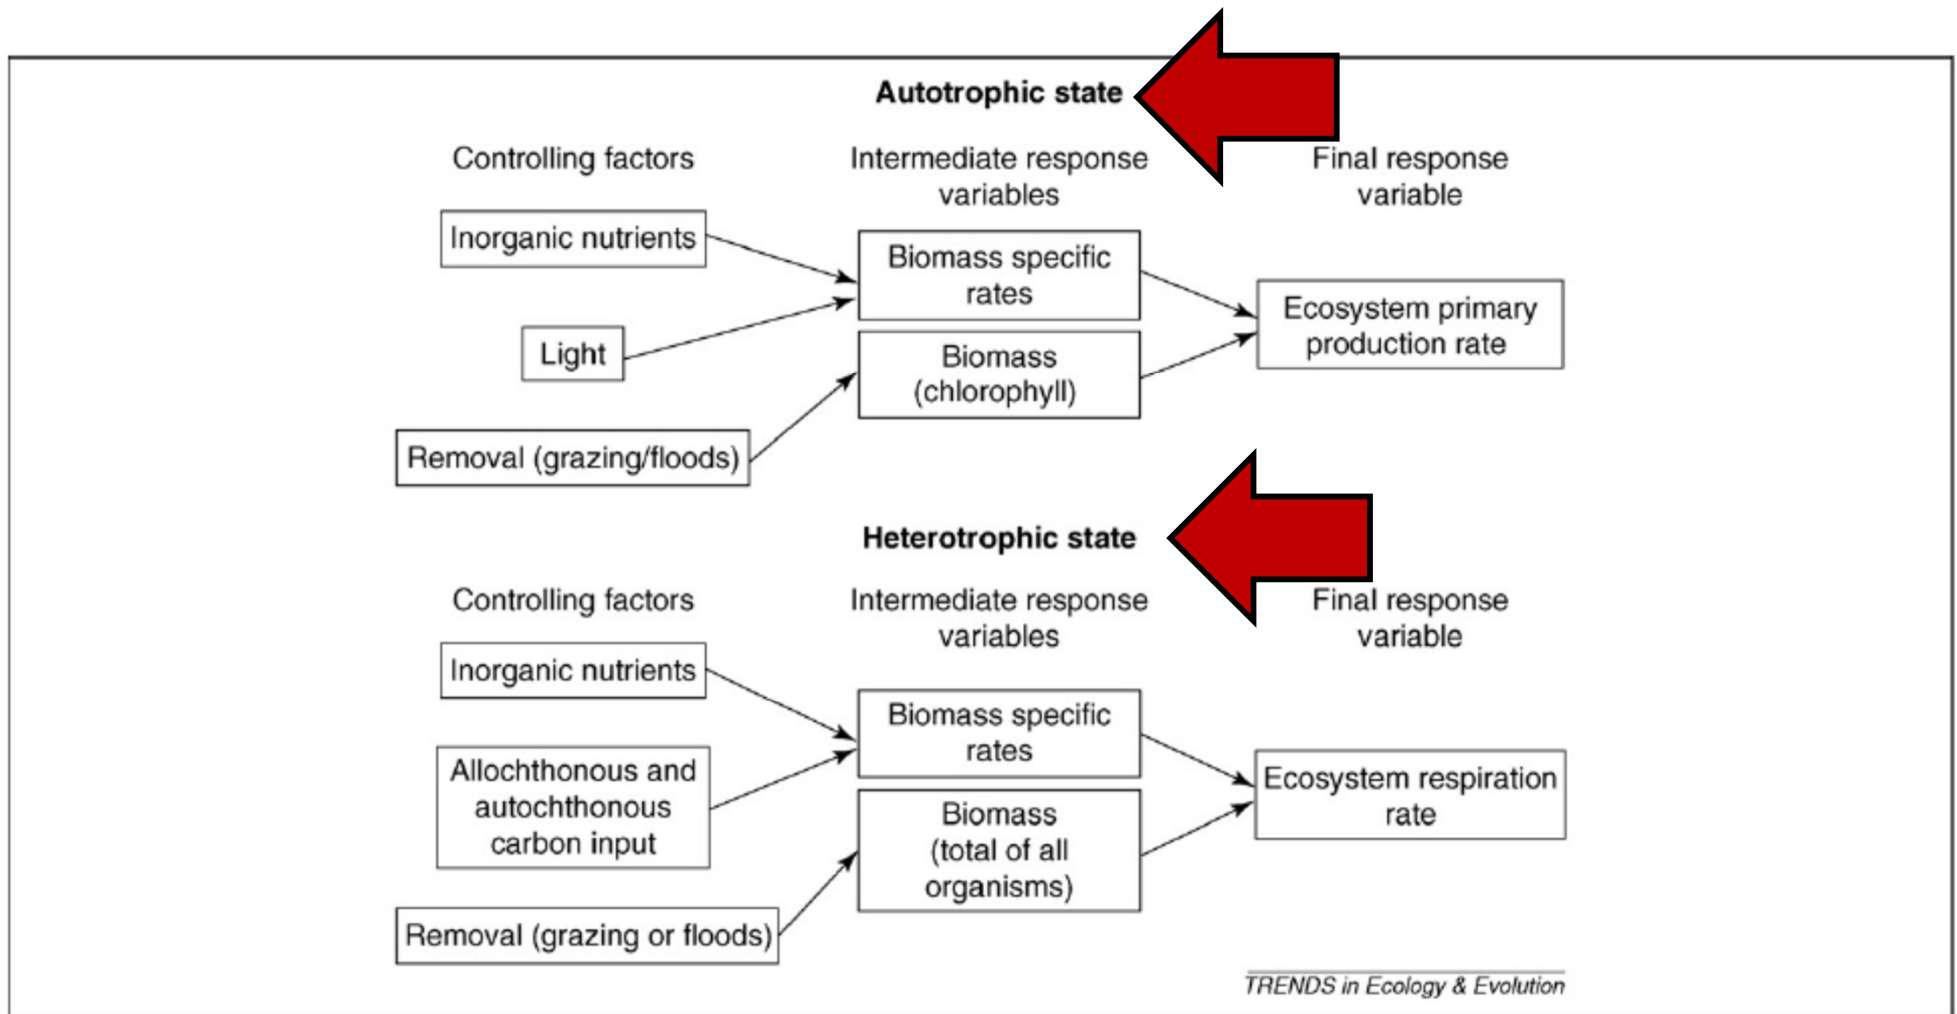 Autotrophic state
Controlling factors
Intermediate response
variables
Final response
variable
Inorganic nutrients
Light
Removal (grazing/floods)
Biomass specific
rates
Biomass
(chlorophyll)
Ecosystem primary
production rate
Heterotrophic state
Controlling factors
Intermediate response
variables
Final response
variable
Inorganic nutrients
Allochthonous and
autochthonous
carbon input
Removal (grazing or floods)
Biomass specific
rates
Biomass
(total of all
organisms)
Ecosystem respiration
rate
TRENDS in Ecology & Evolution